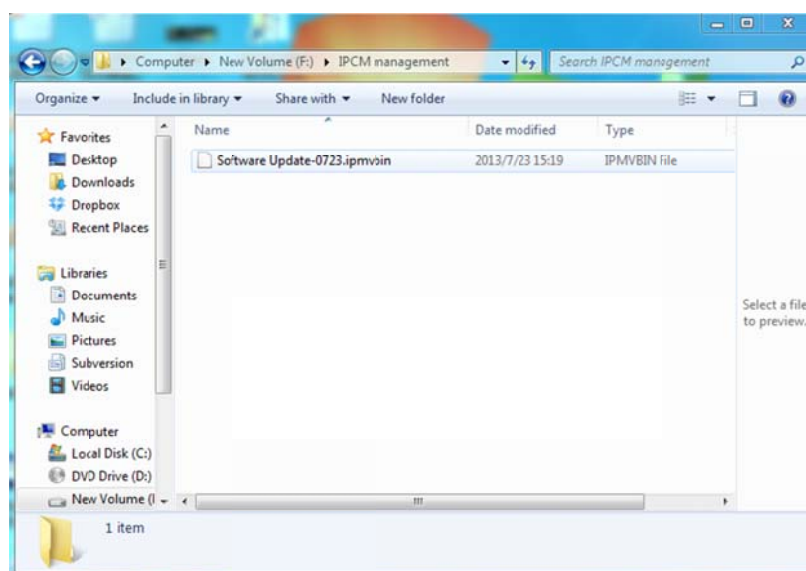 Computer ▸ New Volume (F:) ▸ IPCM management
Search IPCM management
Organize ▾ Include in library ▾ Share with ▾ New folder
Favorites
Desktop
Downloads
Dropbox
Recent Places
Libraries
Documents
Music
Pictures
Subversion
Videos
Computer
Local Disk (C:)
DVD Drive (D:)
New Volume (
Name Date modified Type
Software Update-0723.ipmvbin 2013/7/23 15:19 IPMVBIN File
Select a file
to preview.
1 item